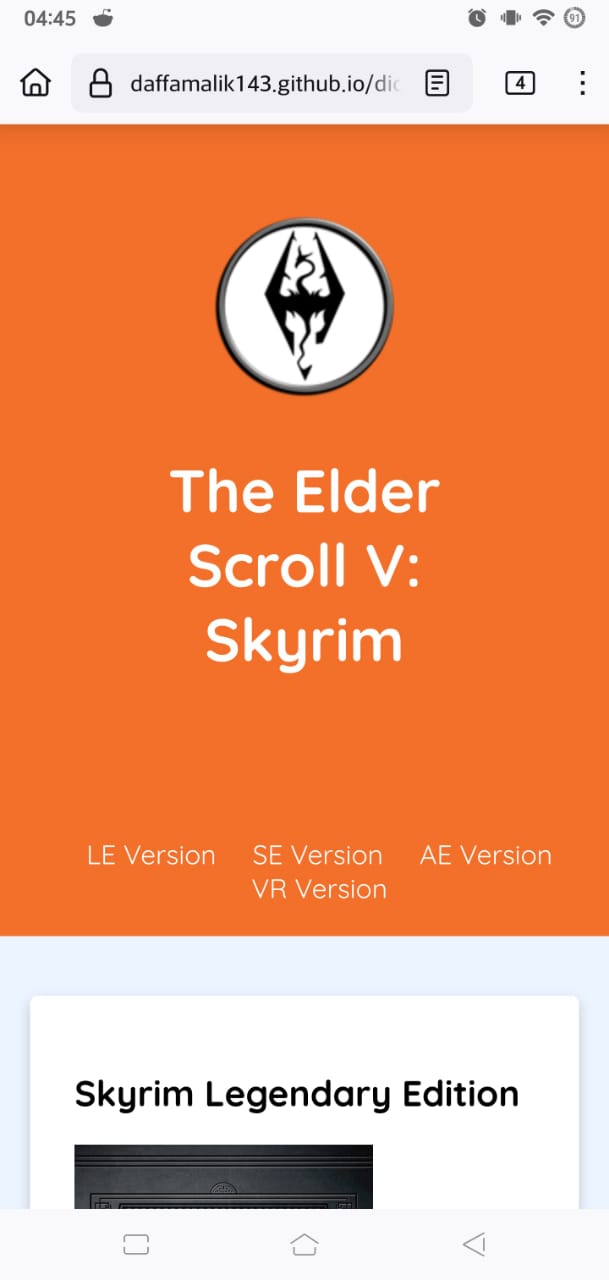 04:45
91
daffamalik143.github.io/dic
4
The Elder
Scroll V:
Skyrim
LE Version SE Version AE Version
VR Version
Skyrim Legendary Edition